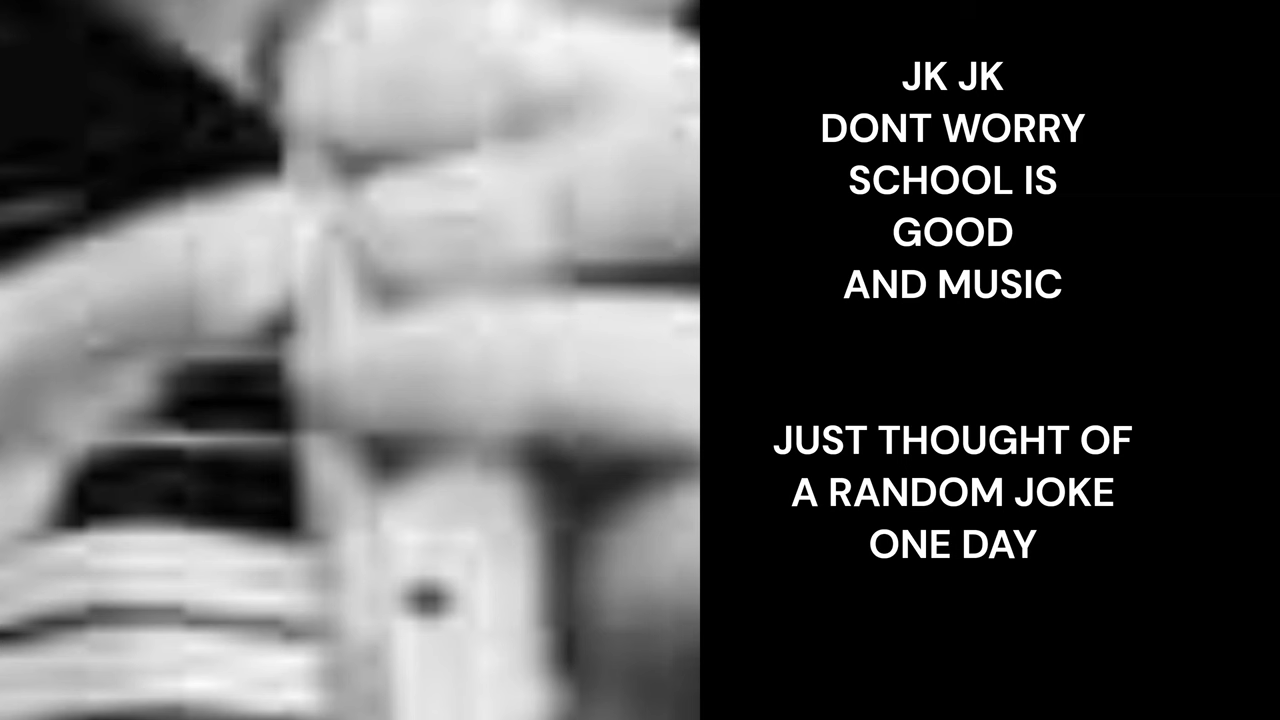 JK JK
DONT WORRY
SCHOOL IS
GOOD
AND MUSIC
JUST THOUGHT OF
A RANDOM JOKE
ONE DAY